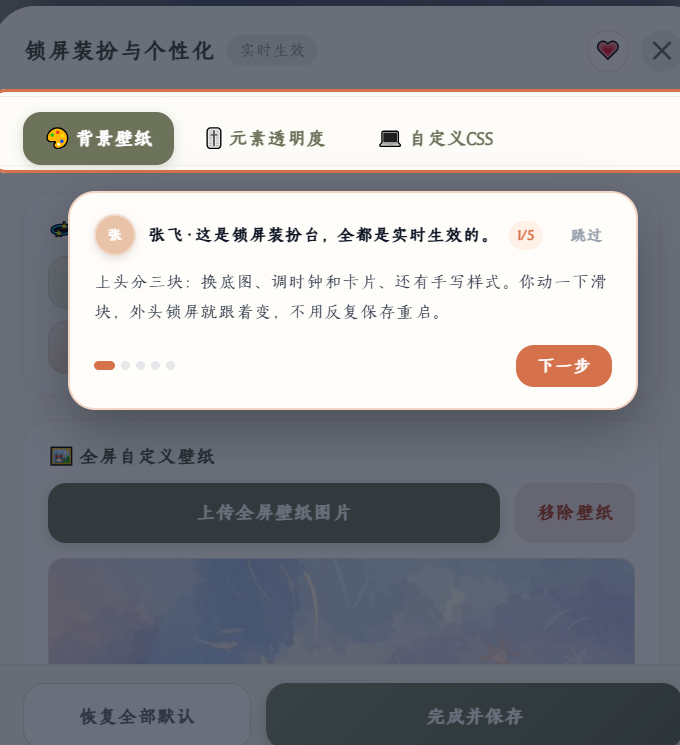 锁屏装扮与个性化 实时生效
背景壁纸 元素透明度 自定义CSS
张 张飞·这是锁屏装扮台，全都是实时生效的。 1/5 跳过
上头分三块：换底图、调时钟和卡片、还有手写样式。你动一下滑
块，外头锁屏就跟着变，不用反复保存重启。
下一步
全屏自定义壁纸
上传全屏壁纸图片 移除壁纸
恢复全部默认 完成并保存